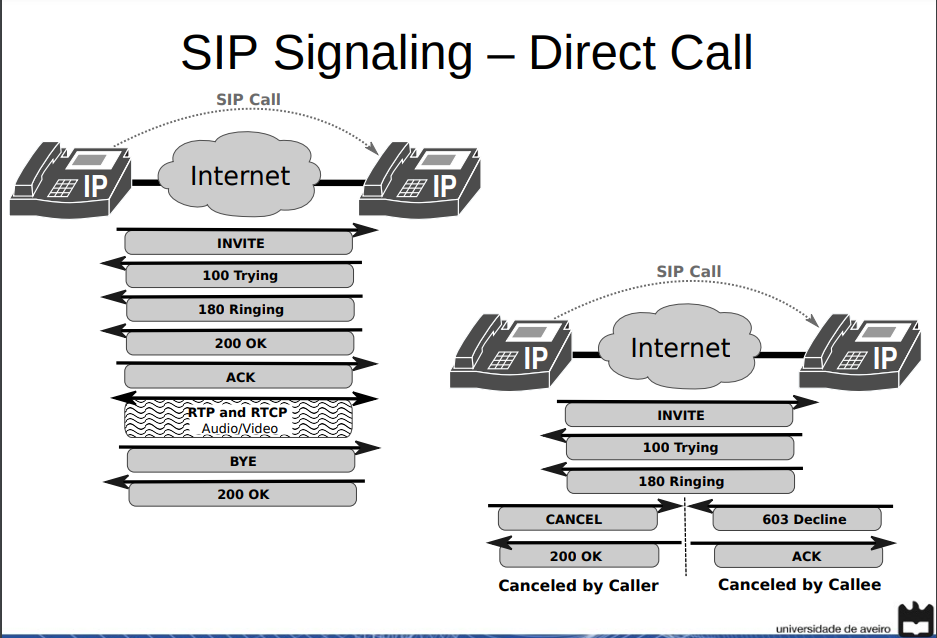 SIP Signaling – Direct Call
SIP Call
IP
Internet
IP
INVITE
100 Trying
180 Ringing
200 OK
ACK
RTP and RTCP
Audio/Video
BYE
200 OK
SIP Call
IP
Internet
IP
INVITE
100 Trying
180 Ringing
CANCEL
200 OK
Canceled by Caller
603 Decline
ACK
Canceled by Callee
universidade de aveiro